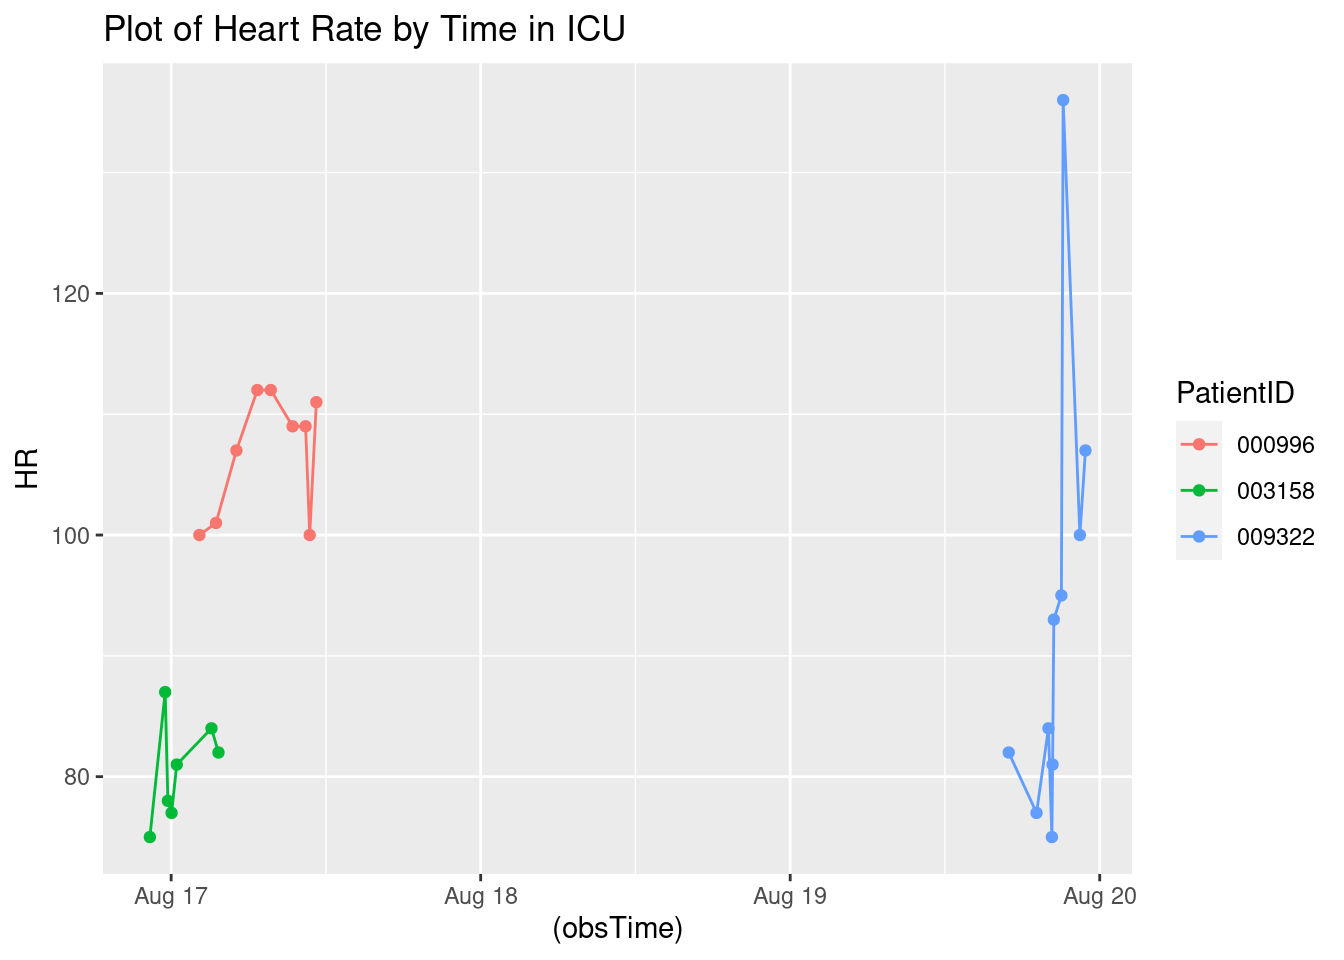 Plot of Heart Rate by Time in ICU
HR
120
100
80
Aug 17 Aug 18 Aug 19 Aug 20
(obsTime)
PatientID
000996
003158
009322